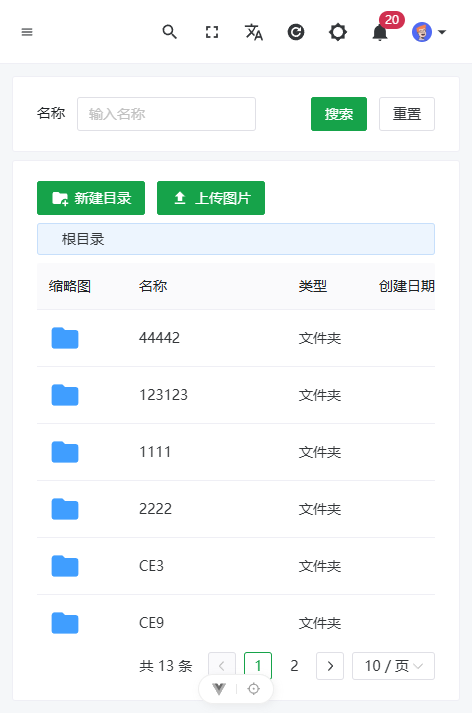 20
名称 输入名称 搜索 重置
新建目录 上传图片
根目录
缩略图 名称 类型 创建日期
44442 文件夹
123123 文件夹
1111 文件夹
2222 文件夹
CE3 文件夹
CE9 文件夹
共 13 条 1 2 10 / 页